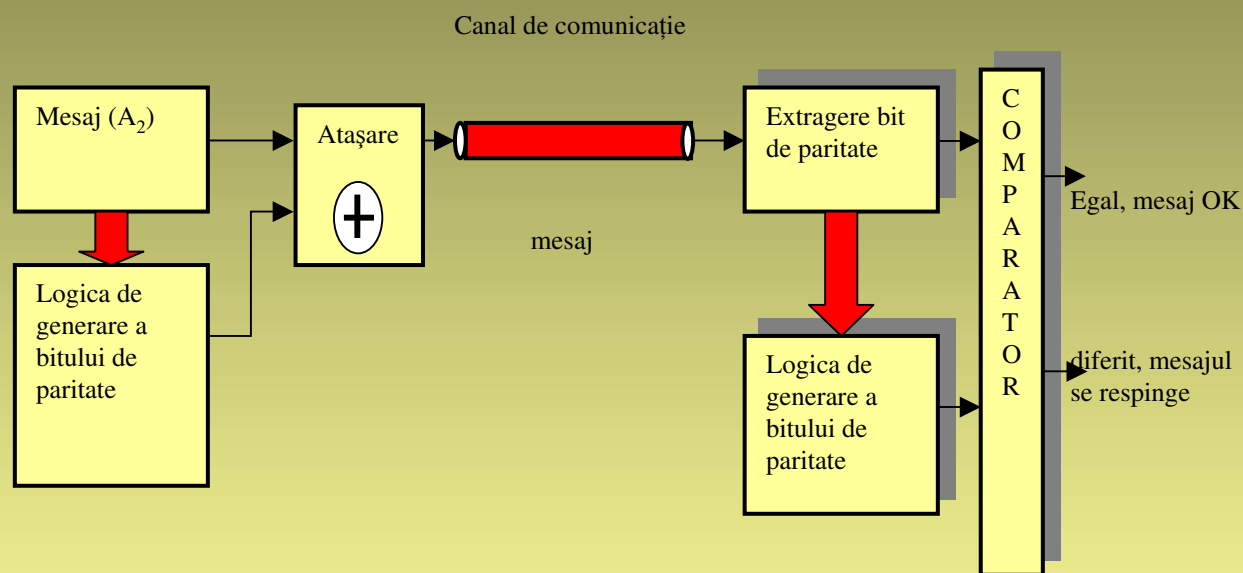 Canal de comunicație
Mesaj (A2)
Logica de
generare a
bitului de
paritate
Atașare
+
mesaj
Extragere bit
de paritate
Logica de
generare a
bitului de
paritate
C
O
M
P
A
R
A
T
O
R
Egal, mesaj OK
diferit, mesajul
se respinge